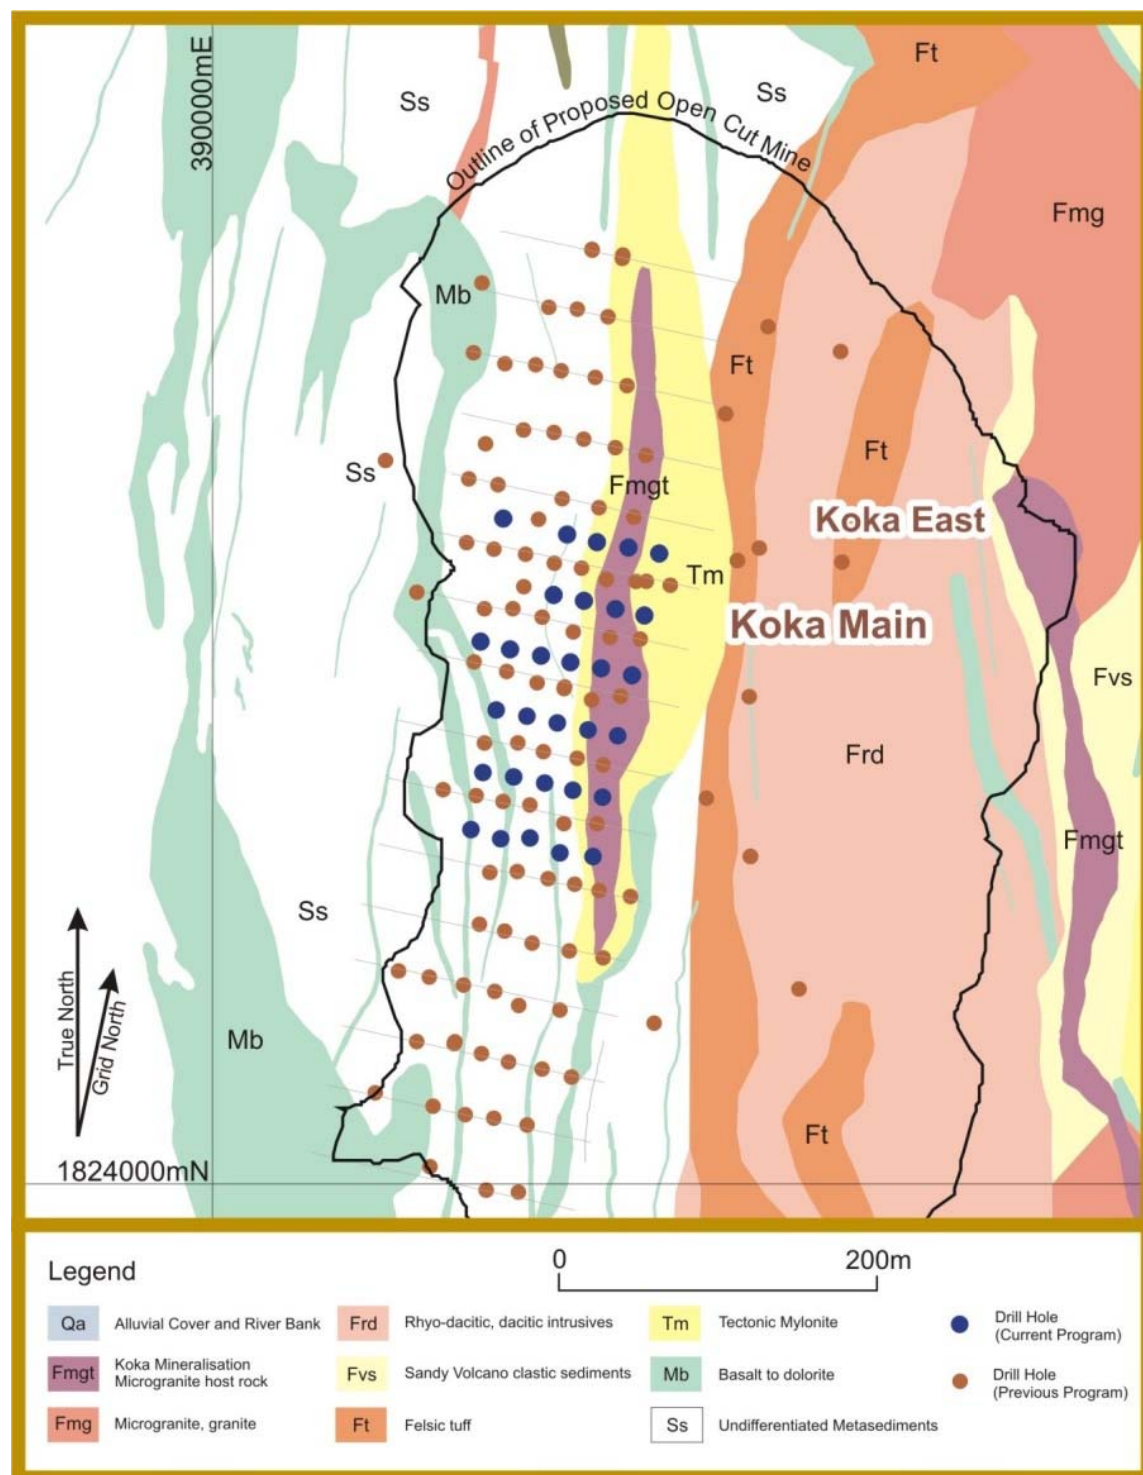 390000mE
Ss
Ss
Ft
Outline of Proposed Open Cut Mine
Fmg
Mb
Ft
Ft
Ss
Fmgt
Koka East
Tm
Koka Main
Fvs
Frd
Fmgt
Ss
True North
Grid North
Mb
Ft
1824000mN
Legend
0 200m
Qa Alluvial Cover and River Bank
Fmgt Koka Mineralisation
Microgranite host rock
Fmg Microgranite, granite
Frd Rhyo-dacitic, dacitic intrusives
Fvs Sandy Volcano clastic sediments
Ft Felsic tuff
Tm Tectonic Mylonite
Mb Basalt to dolorite
Ss Undifferentiated Metasediments
Drill Hole
(Current Program)
Drill Hole
(Previous Program)